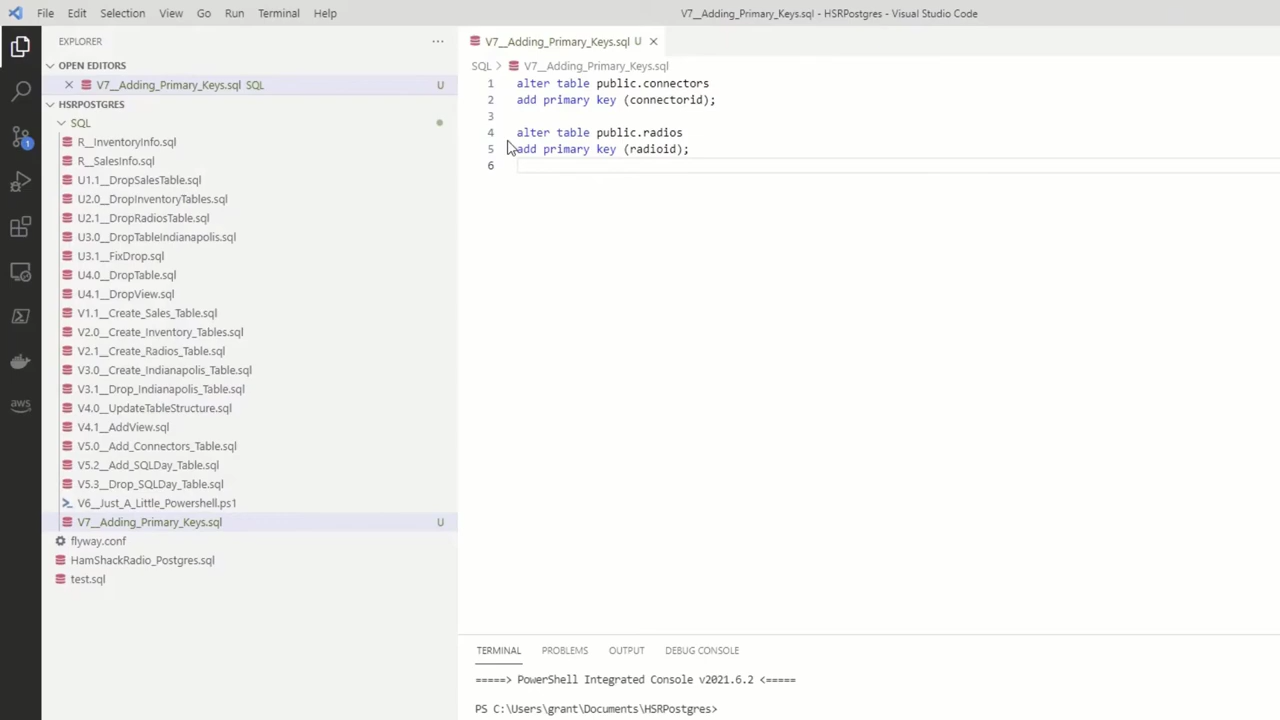 File Edit Selection View Go Run Terminal Help V7__Adding_Primary_Keys.sql - HSRPostgres - Visual Studio Code
EXPLORER ···
OPEN EDITORS
V7__Adding_Primary_Keys.sql SQL U
HSRPOSTGRES
SQL
R__InventoryInfo.sql
R__SalesInfo.sql
U1.1__DropSalesTable.sql
U2.0__DropInventoryTables.sql
U2.1__DropRadiosTable.sql
U3.0__DropTableIndianapolis.sql
U3.1__FixDrop.sql
U4.0__DropTable.sql
U4.1__DropView.sql
V1.1__Create_Sales_Table.sql
V2.0__Create_Inventory_Tables.sql
V2.1__Create_Radios_Table.sql
V3.0__Create_Indianapolis_Table.sql
V3.1__Drop_Indianapolis_Table.sql
V4.0__UpdateTableStructure.sql
V4.1__AddView.sql
V5.0__Add_Connectors_Table.sql
V5.2__Add_SQLDay_Table.sql
V5.3__Drop_SQLDay_Table.sql
V6__Just_A_Little_Powershell.ps1
V7__Adding_Primary_Keys.sql U
flyway.conf
HamShackRadio_Postgres.sql
test.sql
1
aws
V7__Adding_Primary_Keys.sql U
SQL > V7__Adding_Primary_Keys.sql
1 alter table public.connectors
2 add primary key (connectorid);
3
4 alter table public.radios
5 add primary key (radioid);
6
TERMINAL PROBLEMS OUTPUT DEBUG CONSOLE
=====> PowerShell Integrated Console v2021.6.2 <=====
PS C:\Users\grant\Documents\HSRPostgres>